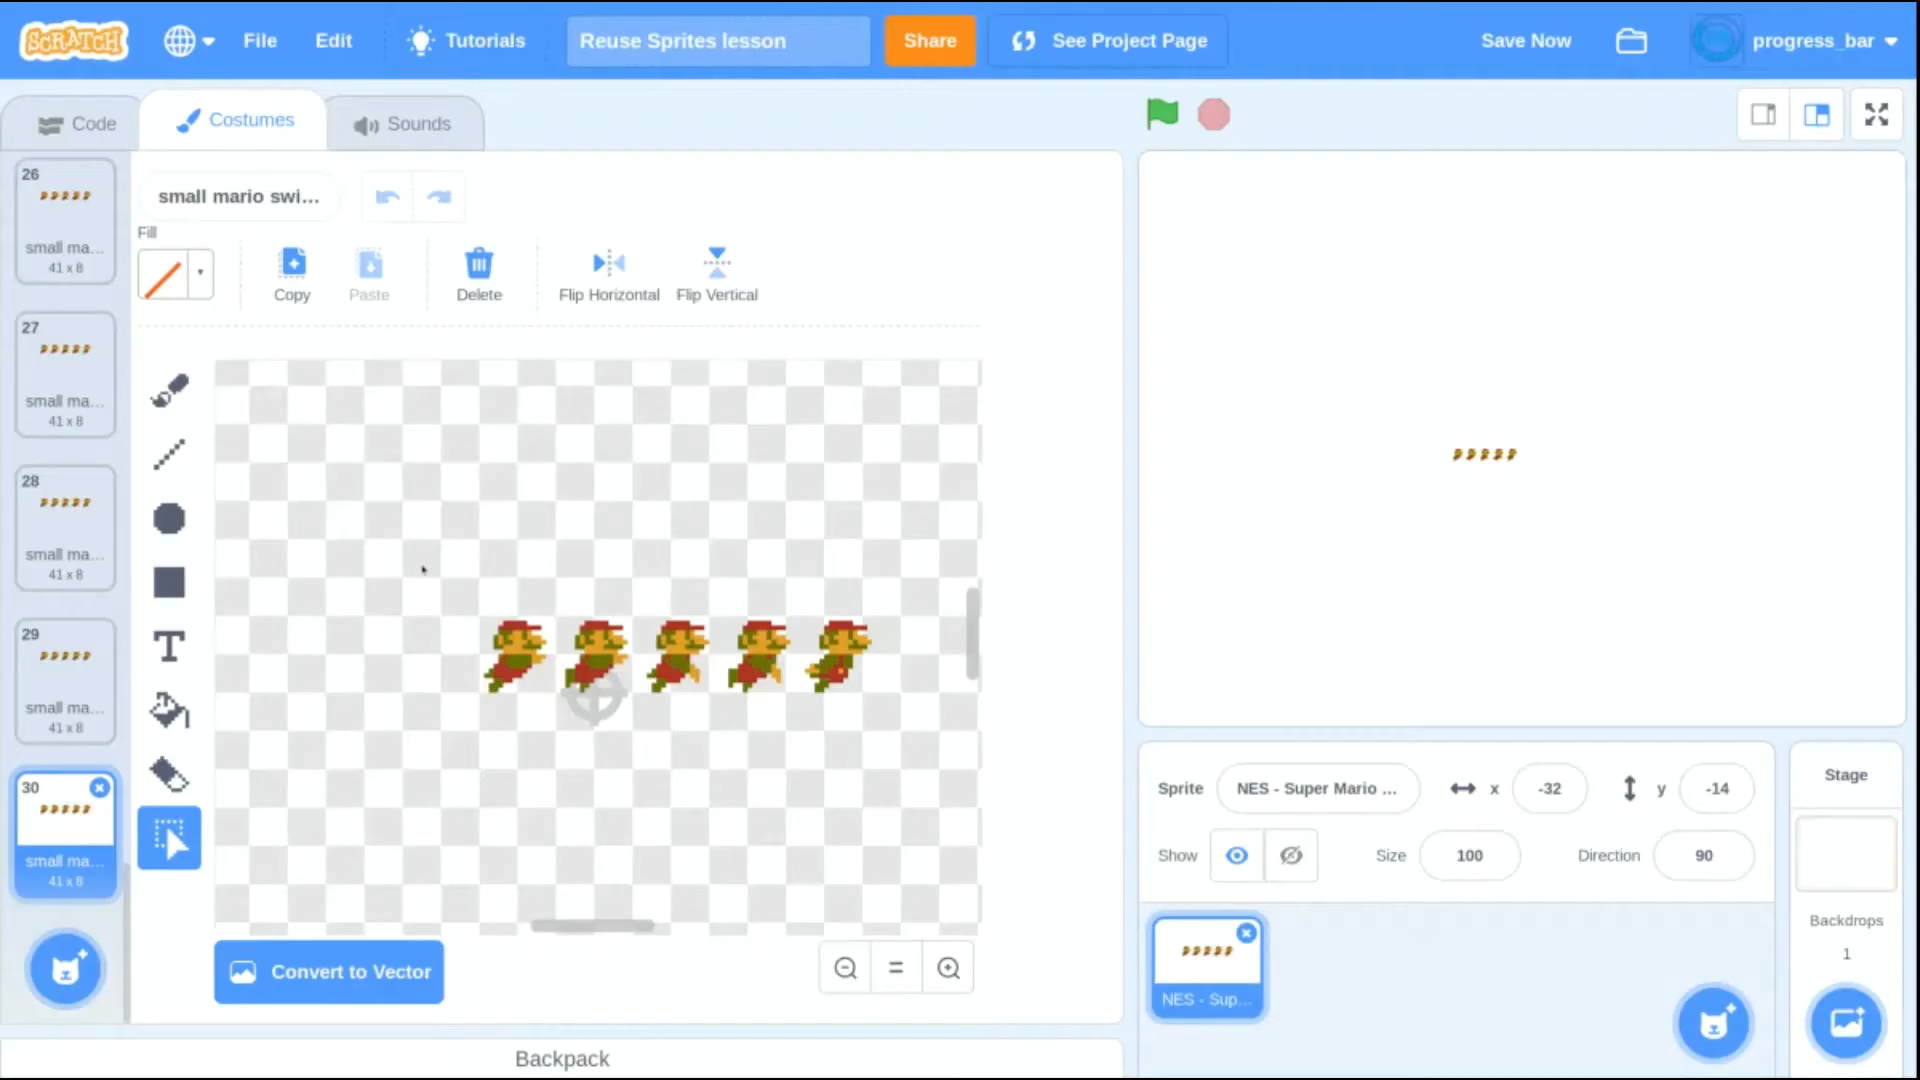 SCRATCH File Edit Tutorials Reuse Sprites lesson Share See Project Page Save Now progress_bar
Code Costumes Sounds
26
small ma...
41 x 8
27
small ma...
41 x 8
28
small ma...
41 x 8
29
small ma...
41 x 8
30
small ma...
41 x 8
small mario swi...
Fill
Copy Paste Delete Flip Horizontal Flip Vertical
T
Convert to Vector
Backpack
Sprite NES - Super Mario ... x -32 y -14
Show Size 100 Direction 90
NES - Sup...
Stage
Backdrops
1